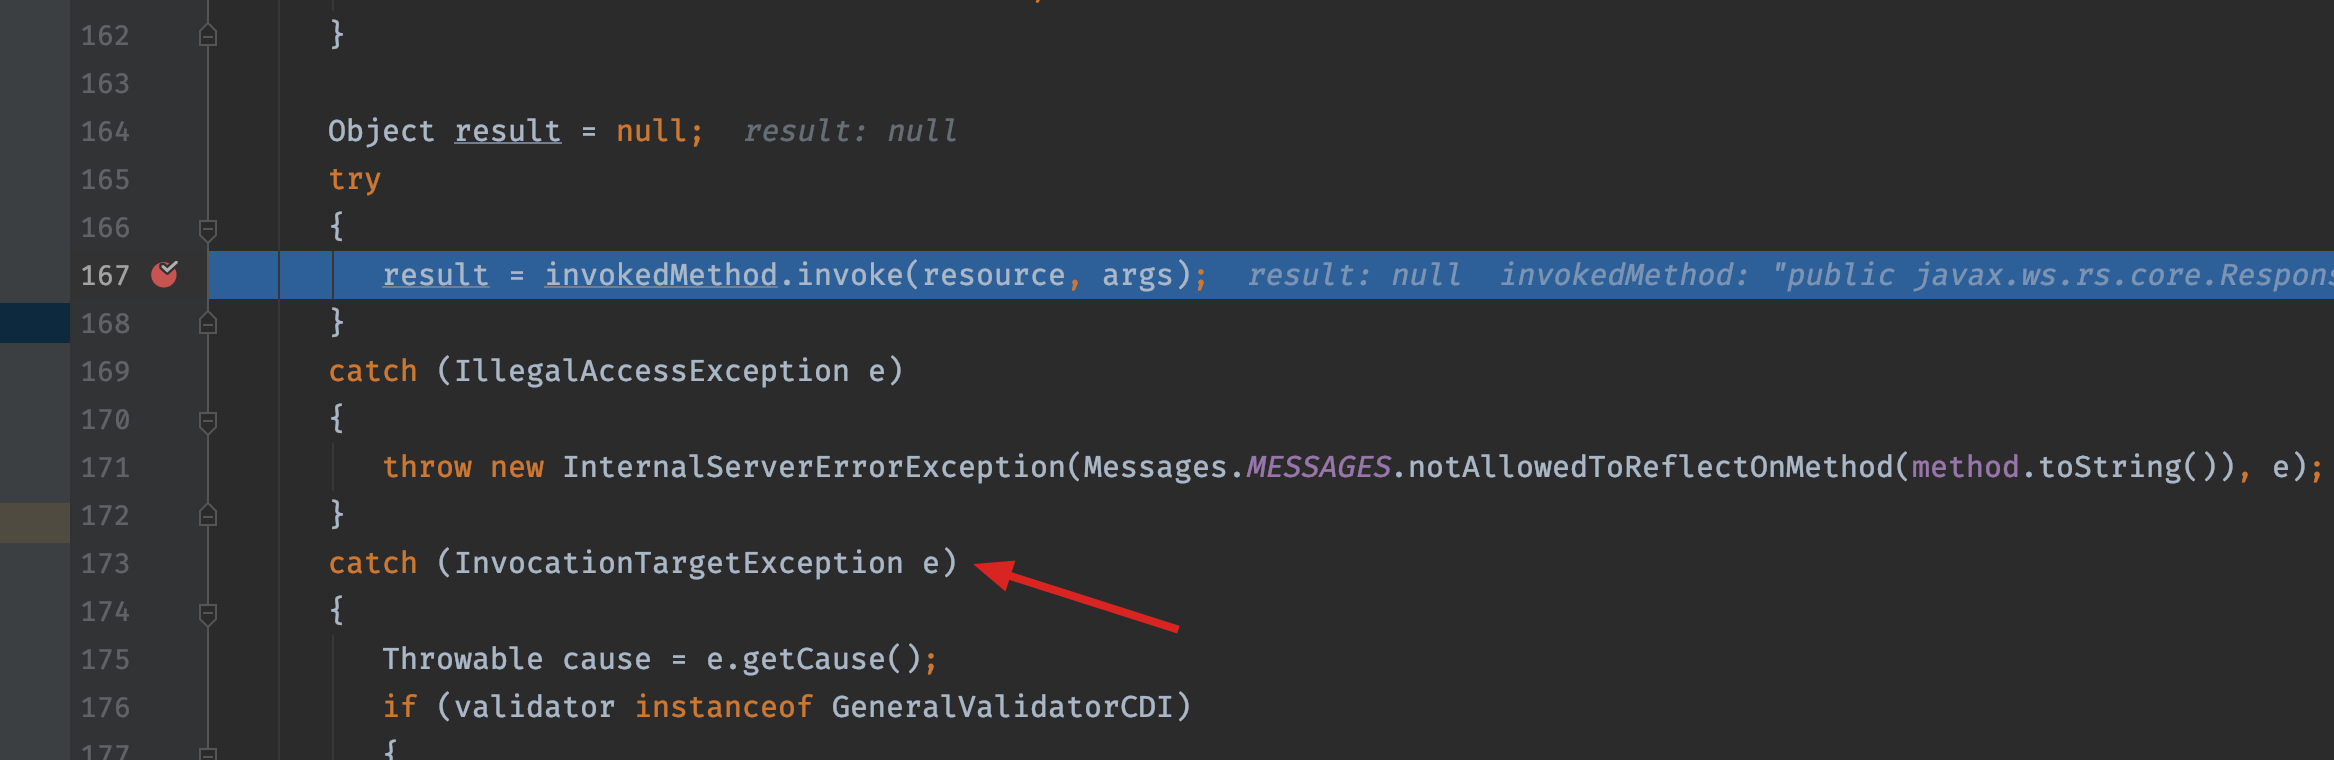 162 }
163
164 Object result = null; result: null
165 try
166 {
167 result = invokedMethod.invoke(resource, args); result: null invokedMethod: "public javax.ws.rs.core.Respons
168 }
169 catch (IllegalAccessException e)
170 {
171 throw new InternalServerErrorException(Messages.MESSAGES.notAllowedToReflectOnMethod(method.toString()), e);
172 }
173 catch (InvocationTargetException e)
174 {
175 Throwable cause = e.getCause();
176 if (validator instanceof GeneralValidatorCDI)
177 {